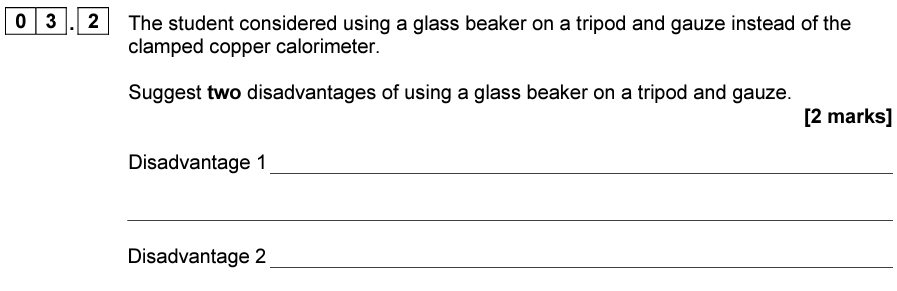 0 3 . 2 The student considered using a glass beaker on a tripod and gauze instead of the
clamped copper calorimeter.
Suggest two disadvantages of using a glass beaker on a tripod and gauze.
[2 marks]
Disadvantage 1
Disadvantage 2